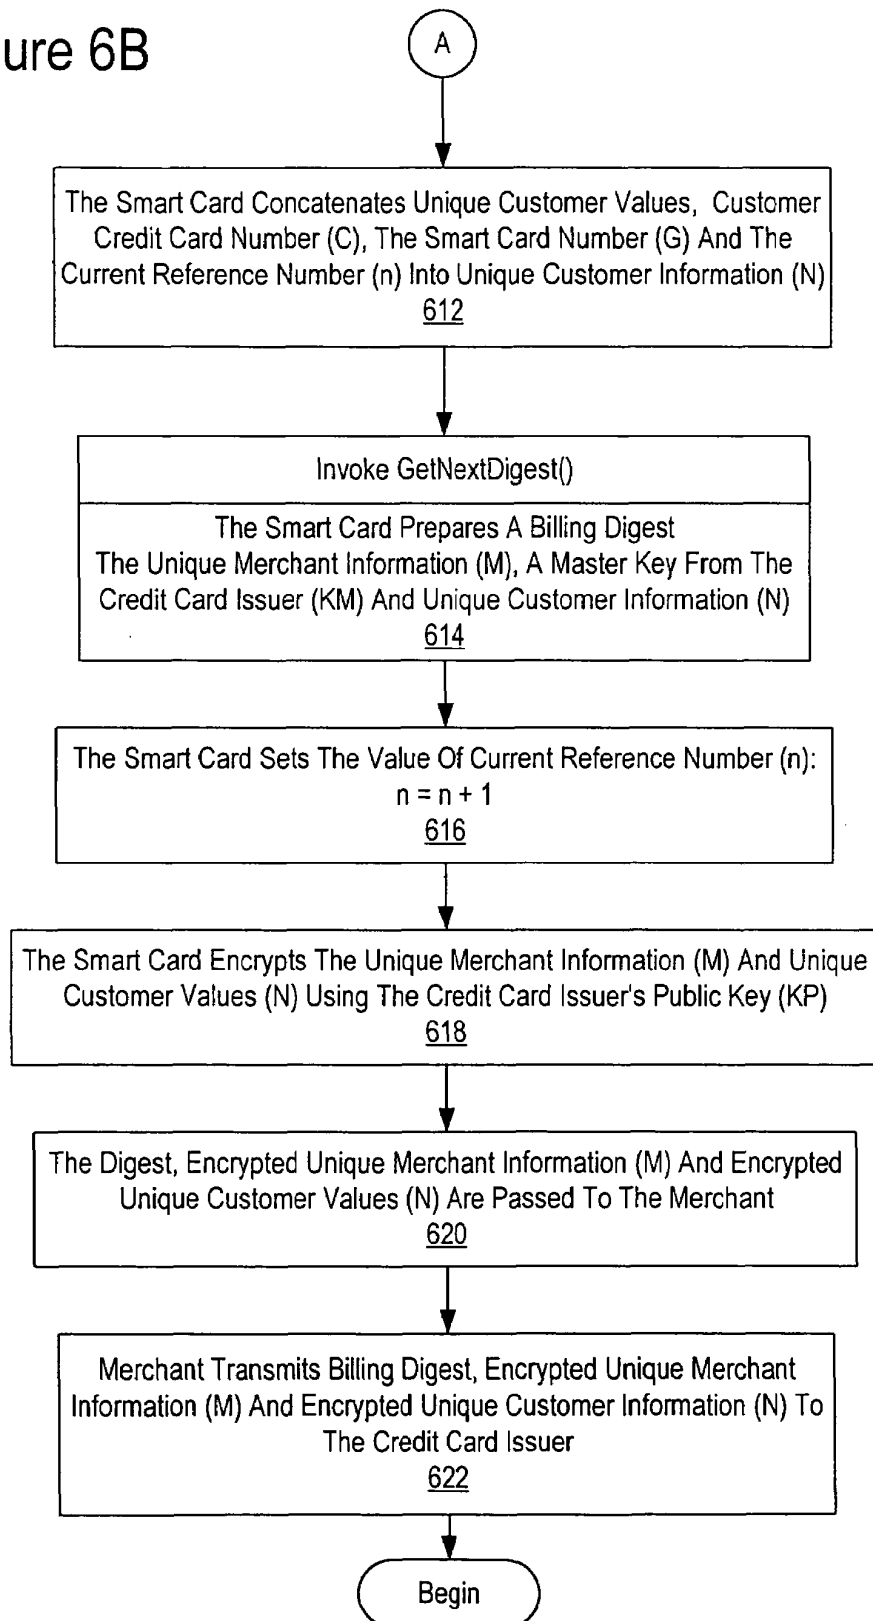 ure 6B
A
The Smart Card Concatenates Unique Customer Values, Customer
Credit Card Number (C), The Smart Card Number (G) And The
Current Reference Number (n) Into Unique Customer Information (N)
612
Invoke GetNextDigest()
The Smart Card Prepares A Billing Digest
The Unique Merchant Information (M), A Master Key From The
Credit Card Issuer (KM) And Unique Customer Information (N)
614
The Smart Card Sets The Value Of Current Reference Number (n):
n = n + 1
616
The Smart Card Encrypts The Unique Merchant Information (M) And Unique
Customer Values (N) Using The Credit Card Issuer's Public Key (KP)
618
The Digest, Encrypted Unique Merchant Information (M) And Encrypted
Unique Customer Values (N) Are Passed To The Merchant
620
Merchant Transmits Billing Digest, Encrypted Unique Merchant
Information (M) And Encrypted Unique Customer Information (N) To
The Credit Card Issuer
622
Begin